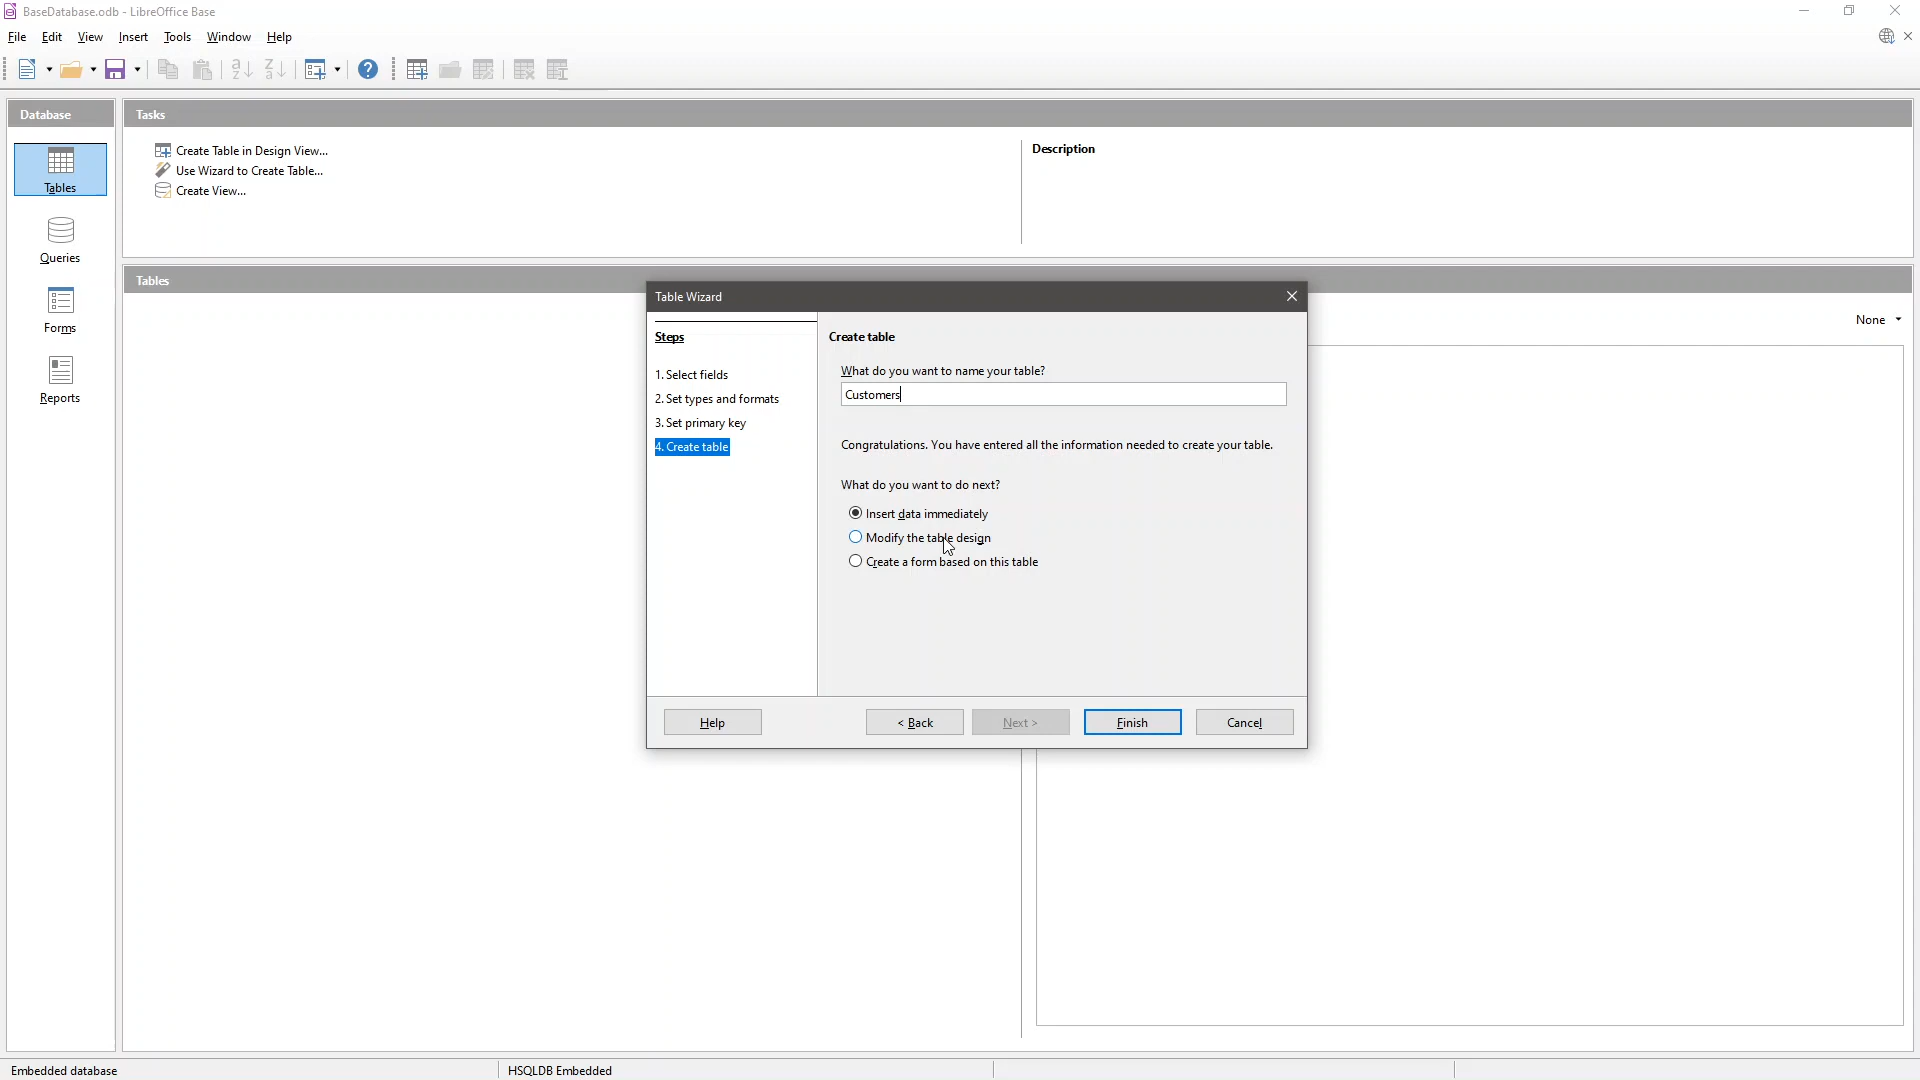 BaseDatabase.odb - LibreOffice Base
File Edit View Insert Tools Window Help
Database
Tables
Queries
Forms
Reports
Tasks
Create Table in Design View...
Use Wizard to Create Table...
Create View...
Description
Tables
None
Table Wizard
Steps
1. Select fields
2. Set types and formats
3. Set primary key
4. Create table
Create table
What do you want to name your table?
Customers
Congratulations. You have entered all the information needed to create your table.
What do you want to do next?
Insert data immediately
Modify the table design
Create a form based on this table
Help < Back Next > Finish Cancel
Embedded database HSQLDB Embedded